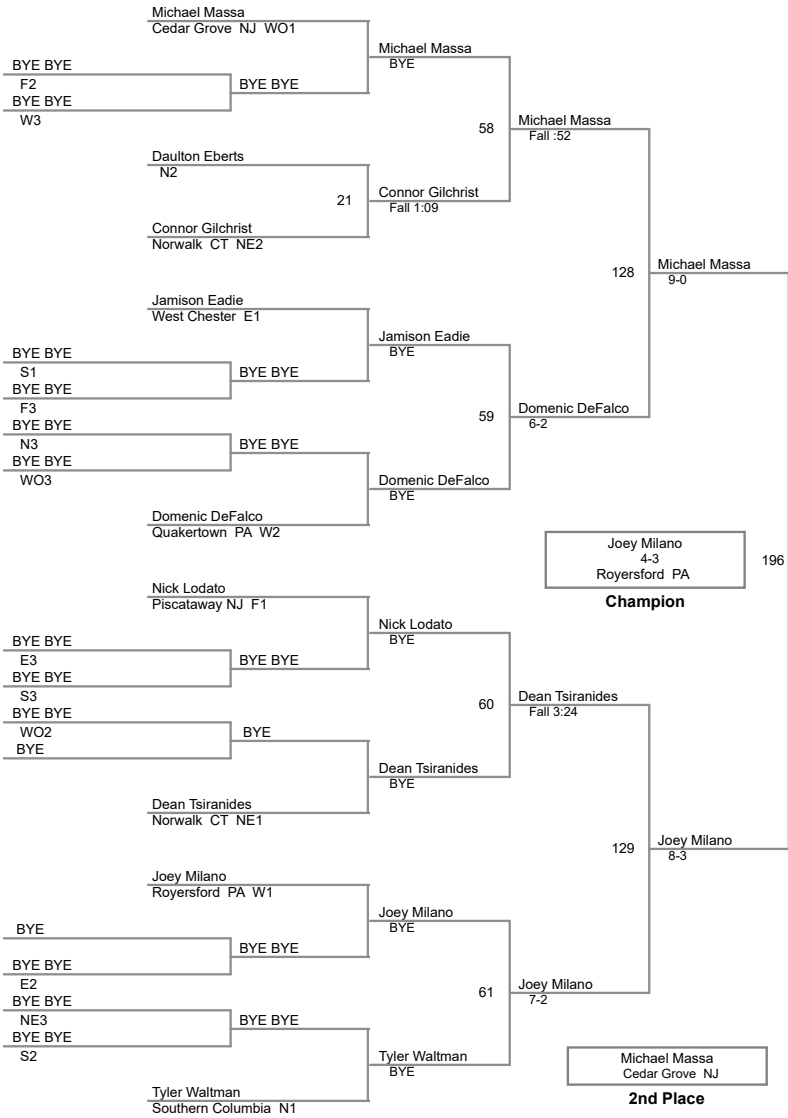 Michael Massa
Cedar Grove NJ WO1
Michael Massa
BYE
BYE BYE
F2
BYE BYE
BYE BYE
W3
58
Michael Massa
Fall :52
Daulton Eberts
N2
21
Connor Gilchrist
Fall 1:09
Connor Gilchrist
Norwalk CT NE2
128
Michael Massa
9-0
Jamison Eadie
West Chester E1
Jamison Eadie
BYE
BYE BYE
S1
BYE BYE
BYE BYE
F3
59
Domenic DeFalco
6-2
BYE BYE
N3
BYE BYE
BYE BYE
WO3
Domenic DeFalco
BYE
Domenic DeFalco
Quakertown PA W2
Joey Milano
4-3
Royersford PA
196
Champion
Nick Lodato
Piscataway NJ F1
Nick Lodato
BYE
BYE BYE
E3
BYE BYE
BYE BYE
S3
60
Dean Tsiranides
Fall 3:24
BYE BYE
WO2
BYE
BYE
Dean Tsiranides
BYE
Dean Tsiranides
Norwalk CT NE1
129
Joey Milano
8-3
Joey Milano
Royersford PA W1
Joey Milano
BYE
BYE
BYE BYE
BYE BYE
E2
61
Joey Milano
7-2
BYE BYE
NE3
BYE BYE
BYE BYE
S2
Tyler Waltman
BYE
Tyler Waltman
Southern Columbia N1
Michael Massa
Cedar Grove NJ
2nd Place